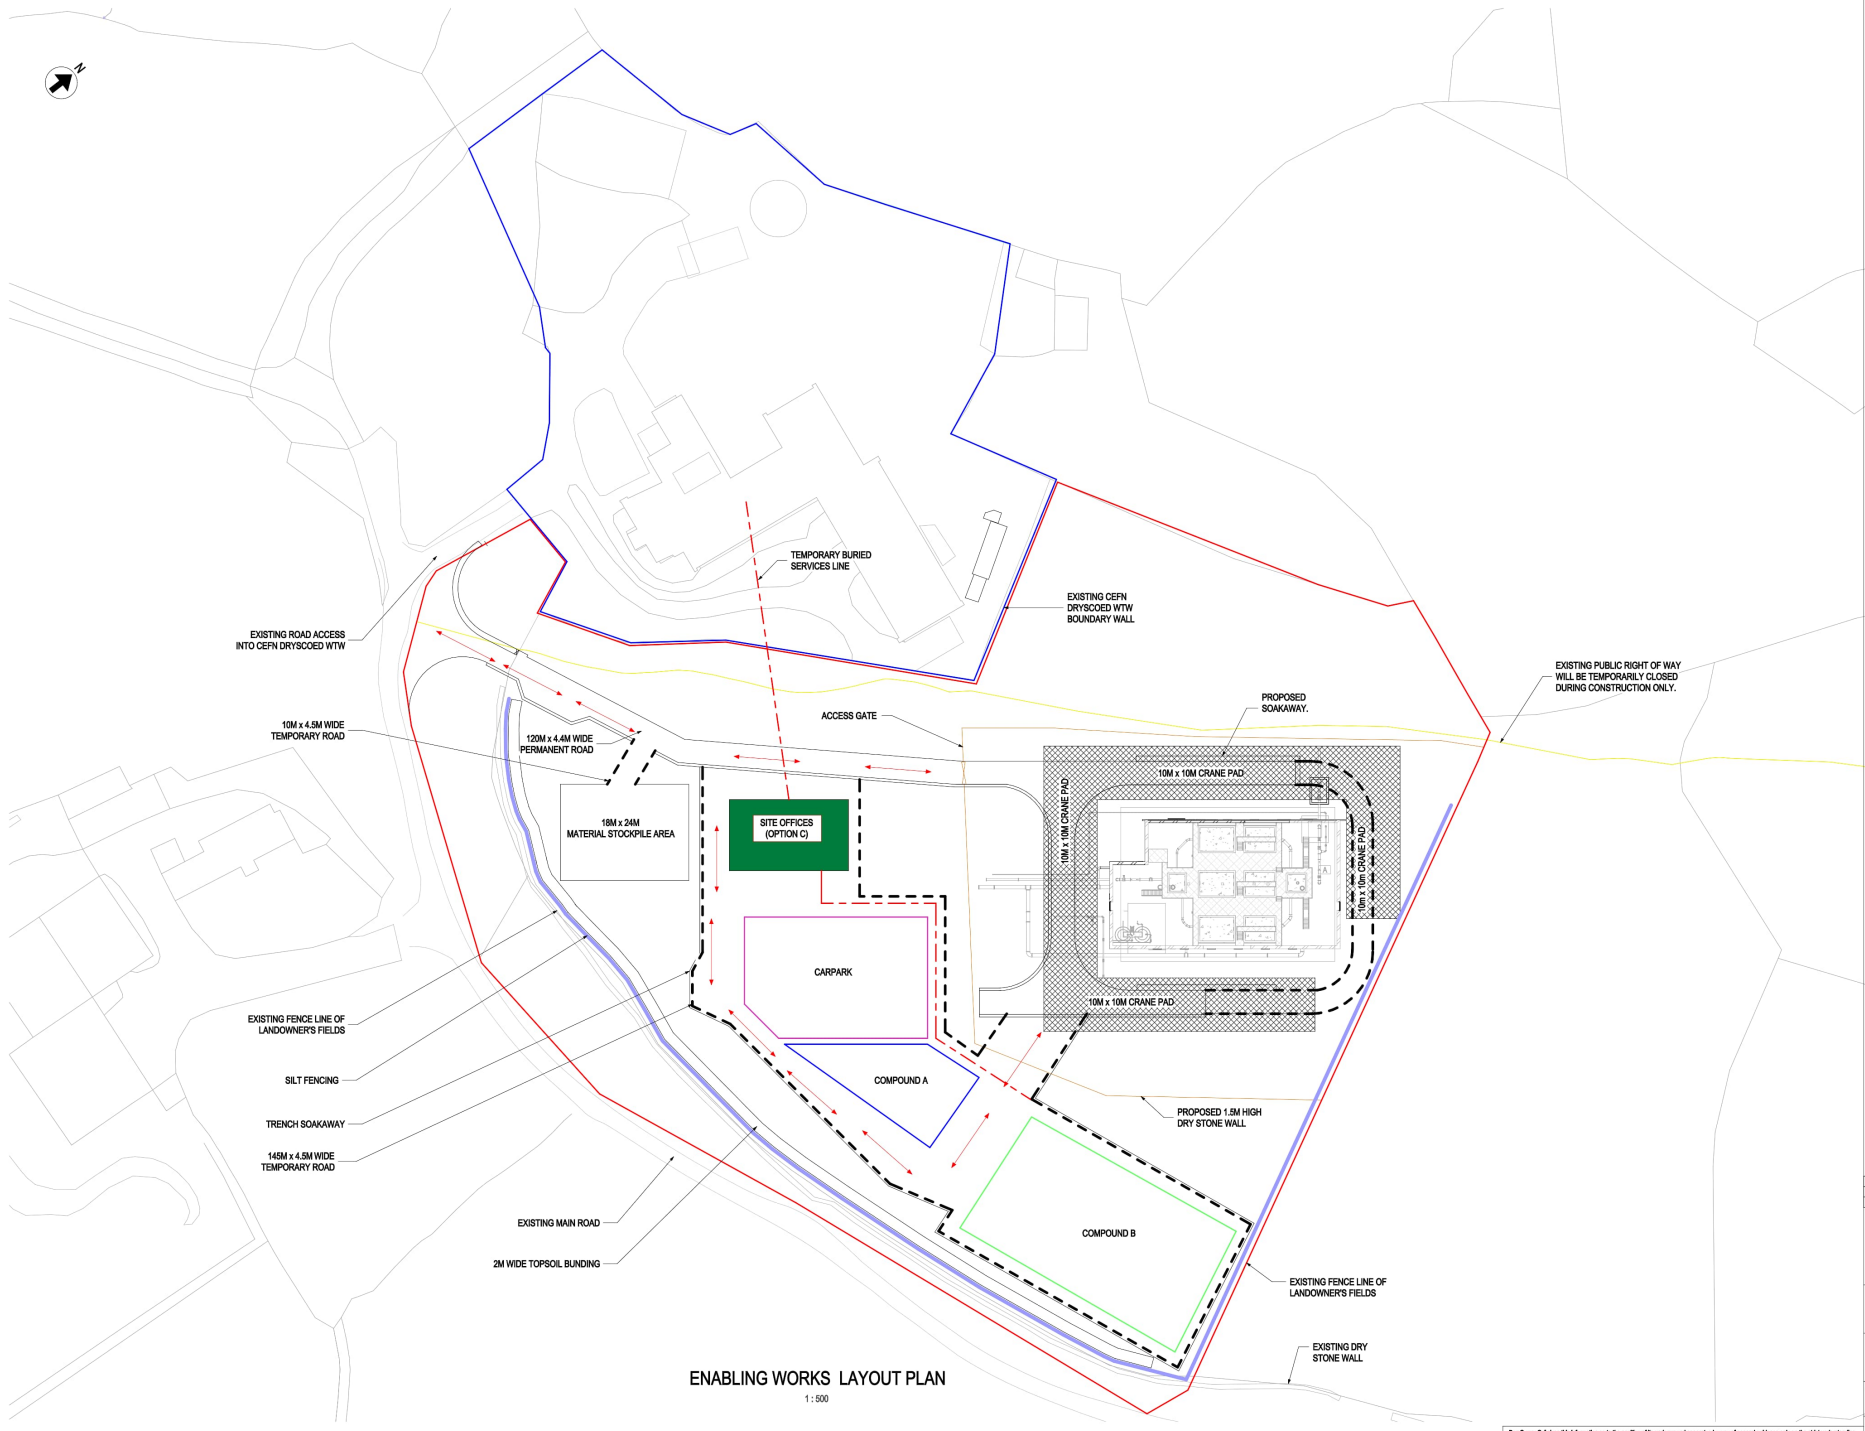 N
TEMPORARY BURIED
SERVICES LINE
EXISTING CEFN
DRYSCOED WTW
BOUNDARY WALL
EXISTING ROAD ACCESS
INTO CEFN DRYSCOED WTW
EXISTING PUBLIC RIGHT OF WAY
WILL BE TEMPORARILY CLOSED
DURING CONSTRUCTION ONLY.
PROPOSED
SOAKAWAY.
ACCESS GATE
10M x 4.5M WIDE
TEMPORARY ROAD
120M x 4.4M WIDE
PERMANENT ROAD
10M x 10M CRANE PAD
10M x 10M CRANE PAD
10m x 10m CRANE PAD
18M x 24M
MATERIAL STOCKPILE AREA
SITE OFFICES
(OPTION C)
A
CARPARK
10M x 10M CRANE PAD
EXISTING FENCE LINE OF
LANDOWNER'S FIELDS
SILT FENCING
COMPOUND A
TRENCH SOAKAWAY
PROPOSED 1.5M HIGH
DRY STONE WALL
145M x 4.5M WIDE
TEMPORARY ROAD
EXISTING MAIN ROAD
COMPOUND B
2M WIDE TOPSOIL BUNDING
EXISTING FENCE LINE OF
LANDOWNER'S FIELDS
EXISTING DRY
STONE WALL
ENABLING WORKS LAYOUT PLAN
1 : 500